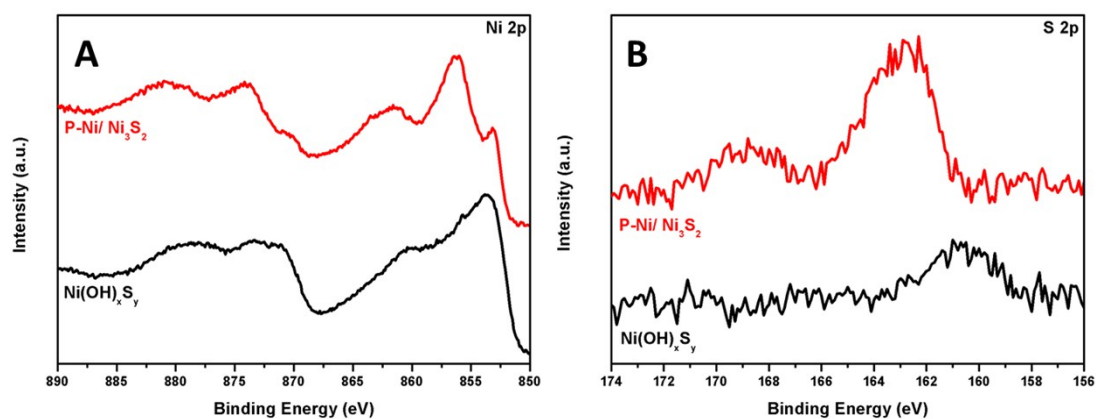 A
Ni 2p
P-Ni/ Ni₃S₂
Ni(OH)ₓSᵧ
Intensity (a.u.)
890 885 880 875 870 865 860 855 850
Binding Energy (eV)
B
S 2p
P-Ni/ Ni₃S₂
Ni(OH)ₓSᵧ
Intensity (a.u.)
174 172 170 168 166 164 162 160 158 156
Binding Energy (eV)